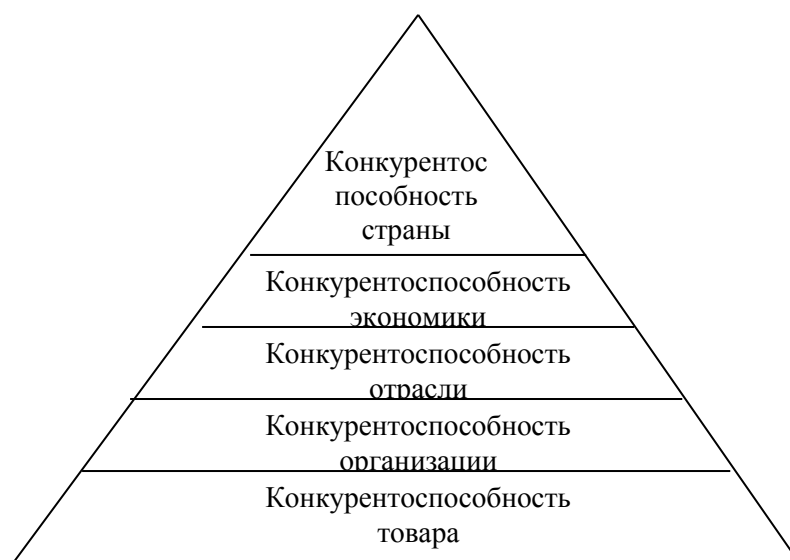 Конкурентос
пособность
страны
Конкурентоспособность
экономики
Конкурентоспособность
отрасли
Конкурентоспособность
организации
Конкурентоспособность
товара